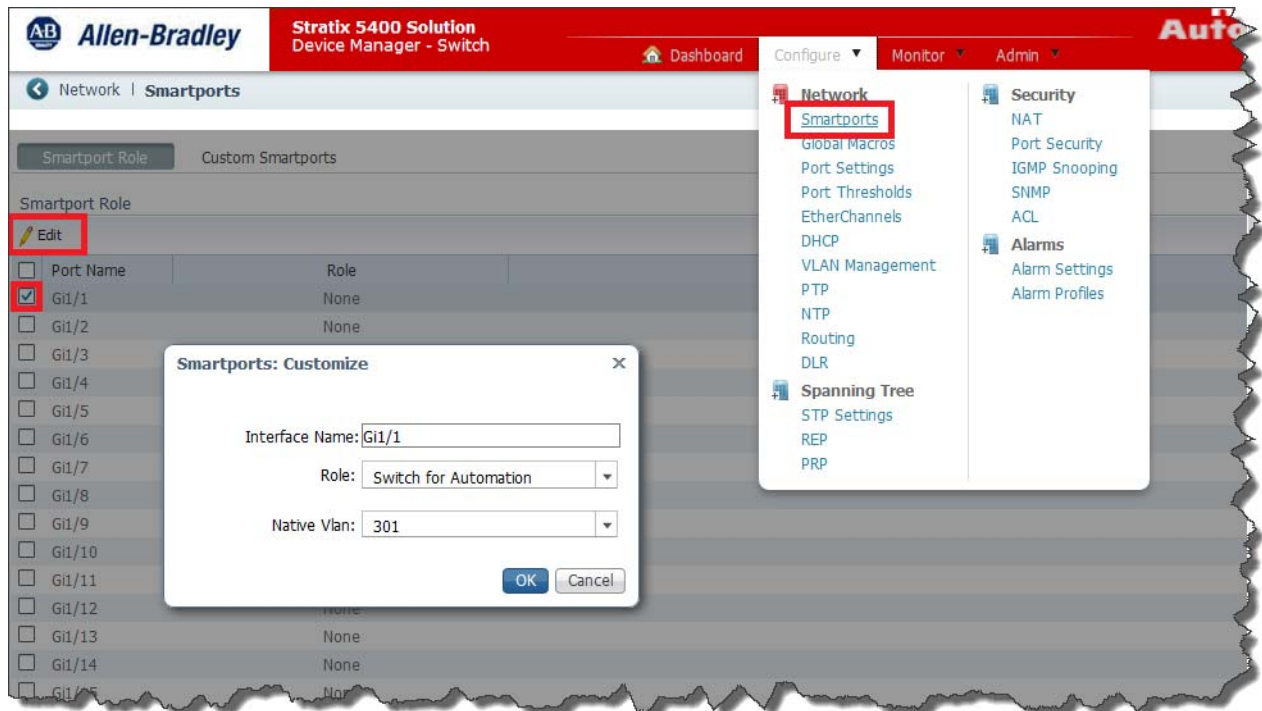 AB Allen-Bradley
Stratix 5400 Solution
Device Manager - Switch
Dashboard
Configure
Monitor
Admin
Auto
Network | Smartports
Smartport Role
Custom Smartports
Smartport Role
Edit
Port Name Role
Gi1/1 None
Gi1/2 None
Gi1/3
Gi1/4
Gi1/5
Gi1/6
Gi1/7
Gi1/8
Gi1/9
Gi1/10
Gi1/11
Gi1/12 None
Gi1/13 None
Gi1/14 None
Smartports: Customize
Interface Name: Gi1/1
Role: Switch for Automation
Native Vlan: 301
OK Cancel
Network
Smartports
Global Macros
Port Settings
Port Thresholds
EtherChannels
DHCP
VLAN Management
PTP
NTP
Routing
DLR
Spanning Tree
STP Settings
REP
PRP
Security
NAT
Port Security
IGMP Snooping
SNMP
ACL
Alarms
Alarm Settings
Alarm Profiles